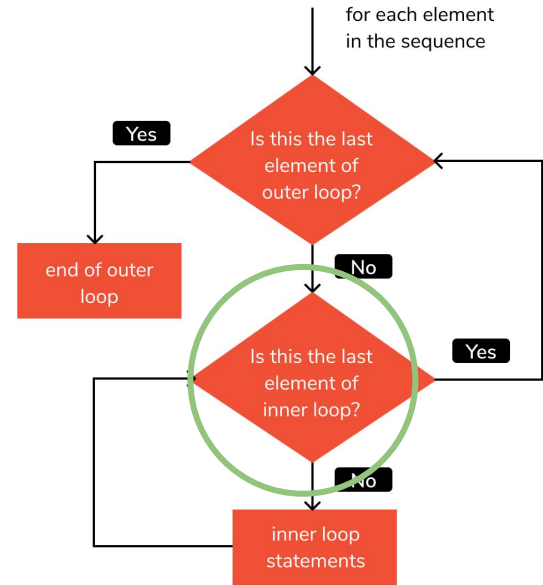 for each element
in the sequence
Yes
Is this the last
element of
outer loop?
end of outer
loop
No
Is this the last
element of
inner loop?
Yes
No
inner loop
statements